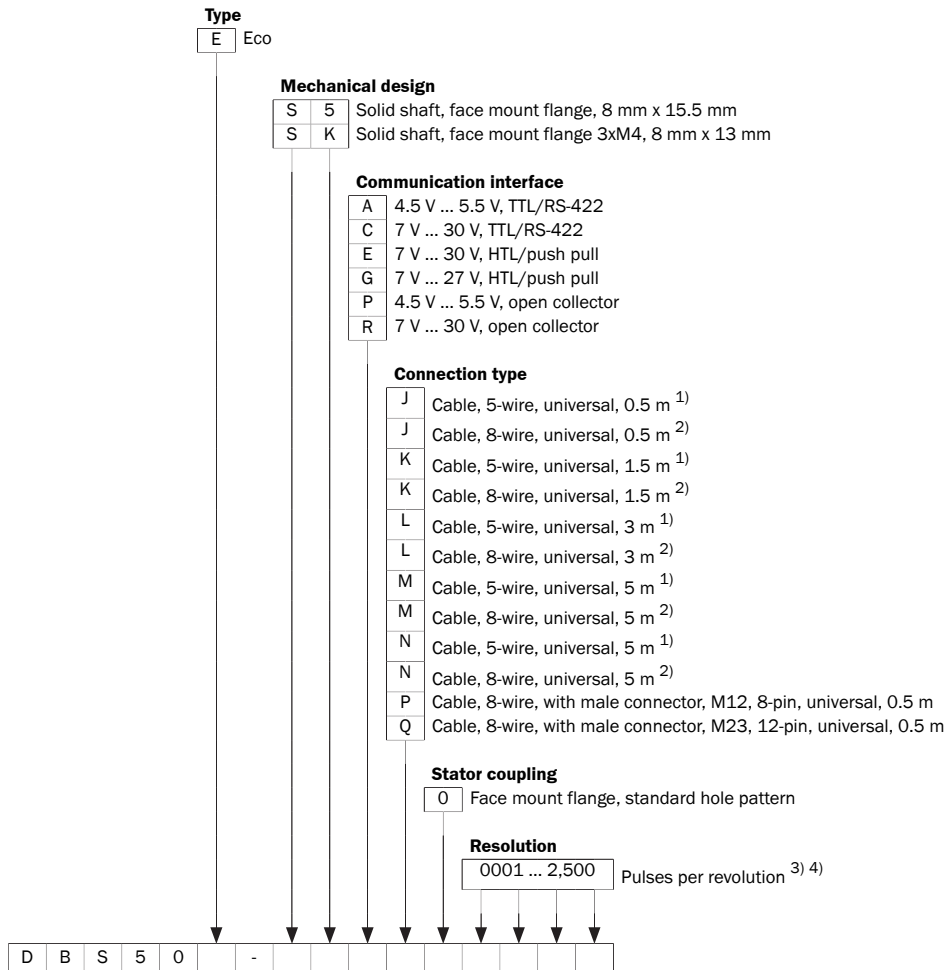 Type
E Eco
Mechanical design
S 5 Solid shaft, face mount flange, 8 mm x 15.5 mm
S K Solid shaft, face mount flange 3xM4, 8 mm x 13 mm
Communication interface
A 4.5 V ... 5.5 V, TTL/RS-422
C 7 V ... 30 V, TTL/RS-422
E 7 V ... 30 V, HTL/push pull
G 7 V ... 27 V, HTL/push pull
P 4.5 V ... 5.5 V, open collector
R 7 V ... 30 V, open collector
Connection type
J Cable, 5-wire, universal, 0.5 m 1)
J Cable, 8-wire, universal, 0.5 m 2)
K Cable, 5-wire, universal, 1.5 m 1)
K Cable, 8-wire, universal, 1.5 m 2)
L Cable, 5-wire, universal, 3 m 1)
L Cable, 8-wire, universal, 3 m 2)
M Cable, 5-wire, universal, 5 m 1)
M Cable, 8-wire, universal, 5 m 2)
N Cable, 5-wire, universal, 5 m 1)
N Cable, 8-wire, universal, 5 m 2)
P Cable, 8-wire, with male connector, M12, 8-pin, universal, 0.5 m
Q Cable, 8-wire, with male connector, M23, 12-pin, universal, 0.5 m
Stator coupling
0 Face mount flange, standard hole pattern
Resolution
0001 ... 2,500 Pulses per revolution 3) 4)
D B S 5 0 -